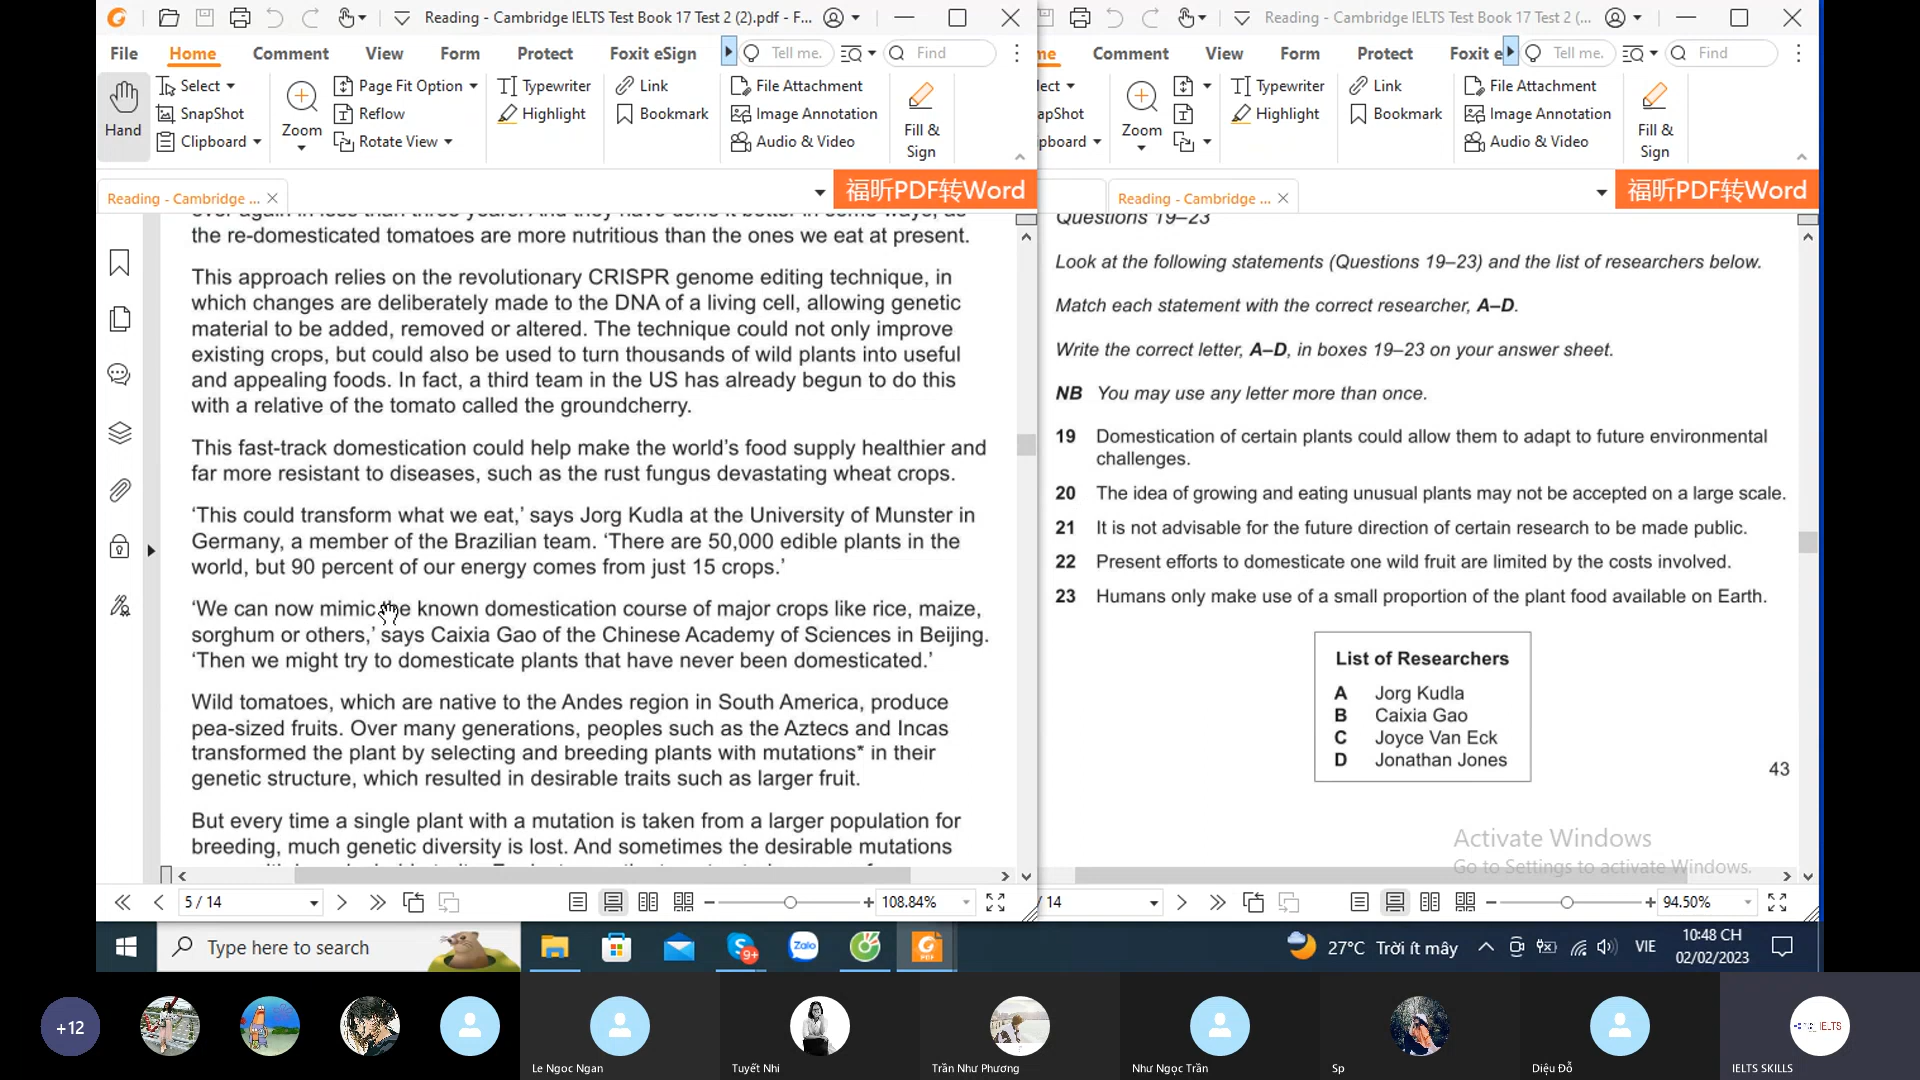 Reading - Cambridge IELTS Test Book 17 Test 2 (2).pdf - F...
File Home Comment View Form Protect Foxit eSign Tell me. Find
Hand
Select
SnapShot
Clipboard
Zoom
Page Fit Option
Reflow
Rotate View
Typewriter
Highlight
Link
Bookmark
File Attachment
Image Annotation
Audio & Video
Fill &
Sign
Reading - Cambridge ...
福昕PDF转Word
the re-domesticated tomatoes are more nutritious than the ones we eat at present.
This approach relies on the revolutionary CRISPR genome editing technique, in
which changes are deliberately made to the DNA of a living cell, allowing genetic
material to be added, removed or altered. The technique could not only improve
existing crops, but could also be used to turn thousands of wild plants into useful
and appealing foods. In fact, a third team in the US has already begun to do this
with a relative of the tomato called the groundcherry.
This fast-track domestication could help make the world’s food supply healthier and
far more resistant to diseases, such as the rust fungus devastating wheat crops.
‘This could transform what we eat,’ says Jorg Kudla at the University of Munster in
Germany, a member of the Brazilian team. ‘There are 50,000 edible plants in the
world, but 90 percent of our energy comes from just 15 crops.’
‘We can now mimic the known domestication course of major crops like rice, maize,
sorghum or others,’ says Caixia Gao of the Chinese Academy of Sciences in Beijing.
‘Then we might try to domesticate plants that have never been domesticated.’
Wild tomatoes, which are native to the Andes region in South America, produce
pea-sized fruits. Over many generations, peoples such as the Aztecs and Incas
transformed the plant by selecting and breeding plants with mutations* in their
genetic structure, which resulted in desirable traits such as larger fruit.
But every time a single plant with a mutation is taken from a larger population for
breeding, much genetic diversity is lost. And sometimes the desirable mutations
5 / 14
108.84%
Reading - Cambridge IELTS Test Book 17 Test 2 (...
me Comment View Form Protect Foxit e Tell me. Find
lect
apShot
pboard
Zoom
Typewriter
Highlight
Link
Bookmark
File Attachment
Image Annotation
Audio & Video
Fill &
Sign
Reading - Cambridge ...
福昕PDF转Word
Questions 19–23
Look at the following statements (Questions 19–23) and the list of researchers below.
Match each statement with the correct researcher, A–D.
Write the correct letter, A–D, in boxes 19–23 on your answer sheet.
NB You may use any letter more than once.
19 Domestication of certain plants could allow them to adapt to future environmental
challenges.
20 The idea of growing and eating unusual plants may not be accepted on a large scale.
21 It is not advisable for the future direction of certain research to be made public.
22 Present efforts to domesticate one wild fruit are limited by the costs involved.
23 Humans only make use of a small proportion of the plant food available on Earth.
List of Researchers
A Jorg Kudla
B Caixia Gao
C Joyce Van Eck
D Jonathan Jones
43
Activate Windows
Go to Settings to activate Windows.
/ 14
94.50%
Type here to search
9+
Zalo
PDF
27°C Trời ít mây
VIE
10:48 CH
02/02/2023
+12
Le Ngoc Ngan
Tuyết Nhi
Trần Như Phương
Như Ngọc Trần
Sp
Diệu Đỗ
IELTS SKILLS